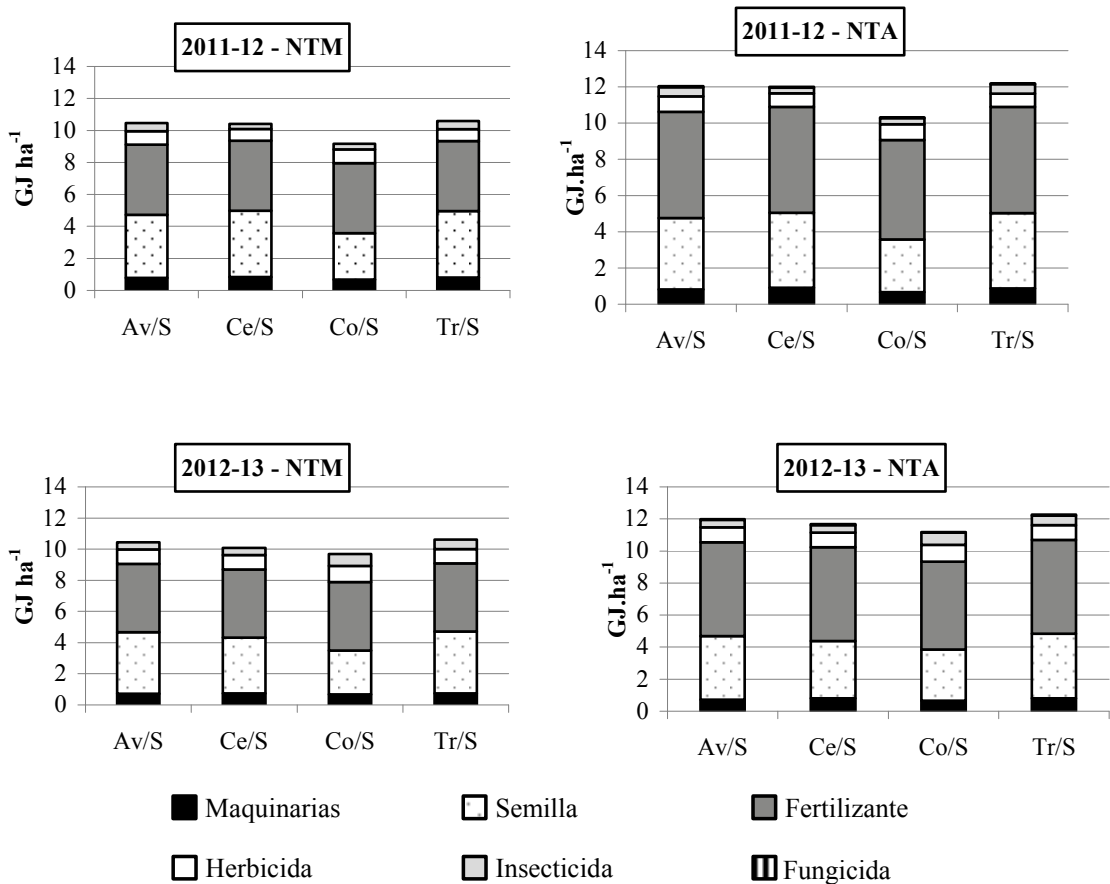 2011-12 - NTM
GJ ha-1
14
12
10
8
6
4
2
0
Av/S Ce/S Co/S Tr/S
2011-12 - NTA
GJ.ha-1
14
12
10
8
6
4
2
0
Av/S Ce/S Co/S Tr/S
2012-13 - NTM
GJ ha-1
14
12
10
8
6
4
2
0
Av/S Ce/S Co/S Tr/S
2012-13 - NTA
GJ.ha-1
14
12
10
8
6
4
2
0
Av/S Ce/S Co/S Tr/S
Maquinarias Semilla Fertilizante
Herbicida Insecticida Fungicida